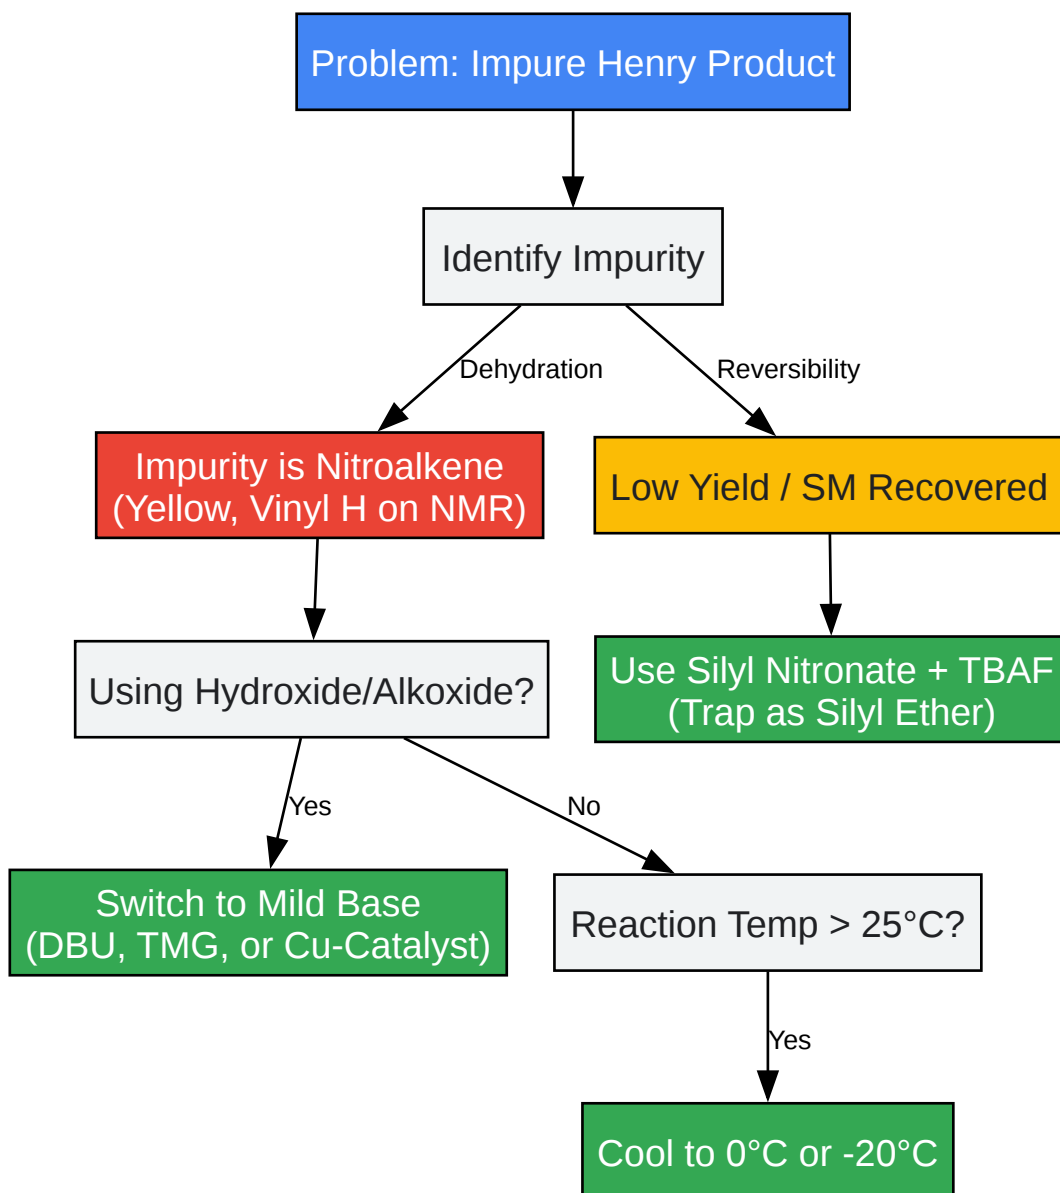 Problem: Impure Henry Product
Identify Impurity
Dehydration
Reversibility
Impurity is Nitroalkene
(Yellow, Vinyl H on NMR)
Low Yield / SM Recovered
Using Hydroxide/Alkoxide?
Use Silyl Nitronate + TBAF
(Trap as Silyl Ether)
Yes
No
Switch to Mild Base
(DBU, TMG, or Cu-Catalyst)
Reaction Temp > 25°C?
Yes
Cool to 0°C or -20°C